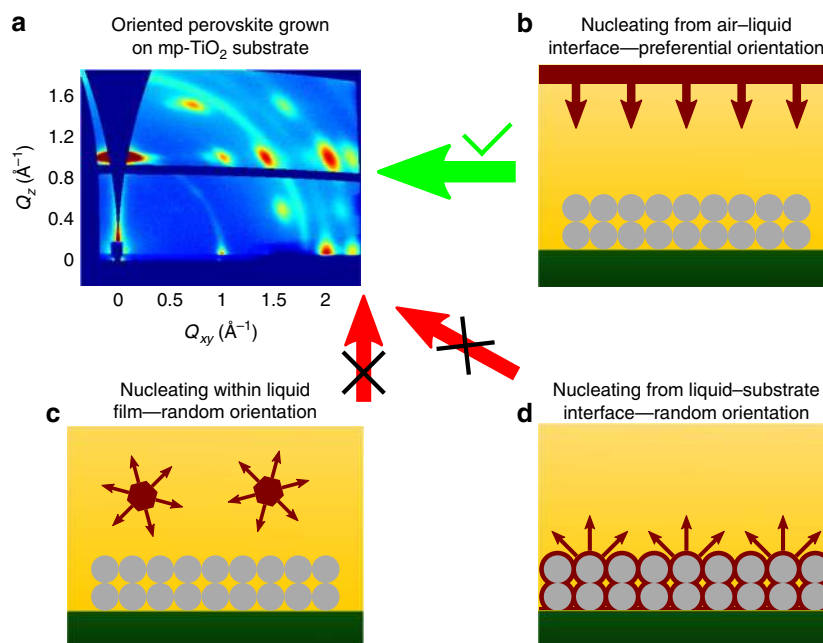 a
Oriented perovskite grown
on mp-TiO2 substrate
1.6
1.2
0.8
0.4
0
Qz (Å–1)
0 0.5 1 1.5 2
Qxy (Å–1)
b
Nucleating from air–liquid
interface—preferential orientation
c
Nucleating within liquid
film—random orientation
d
Nucleating from liquid–substrate
interface—random orientation